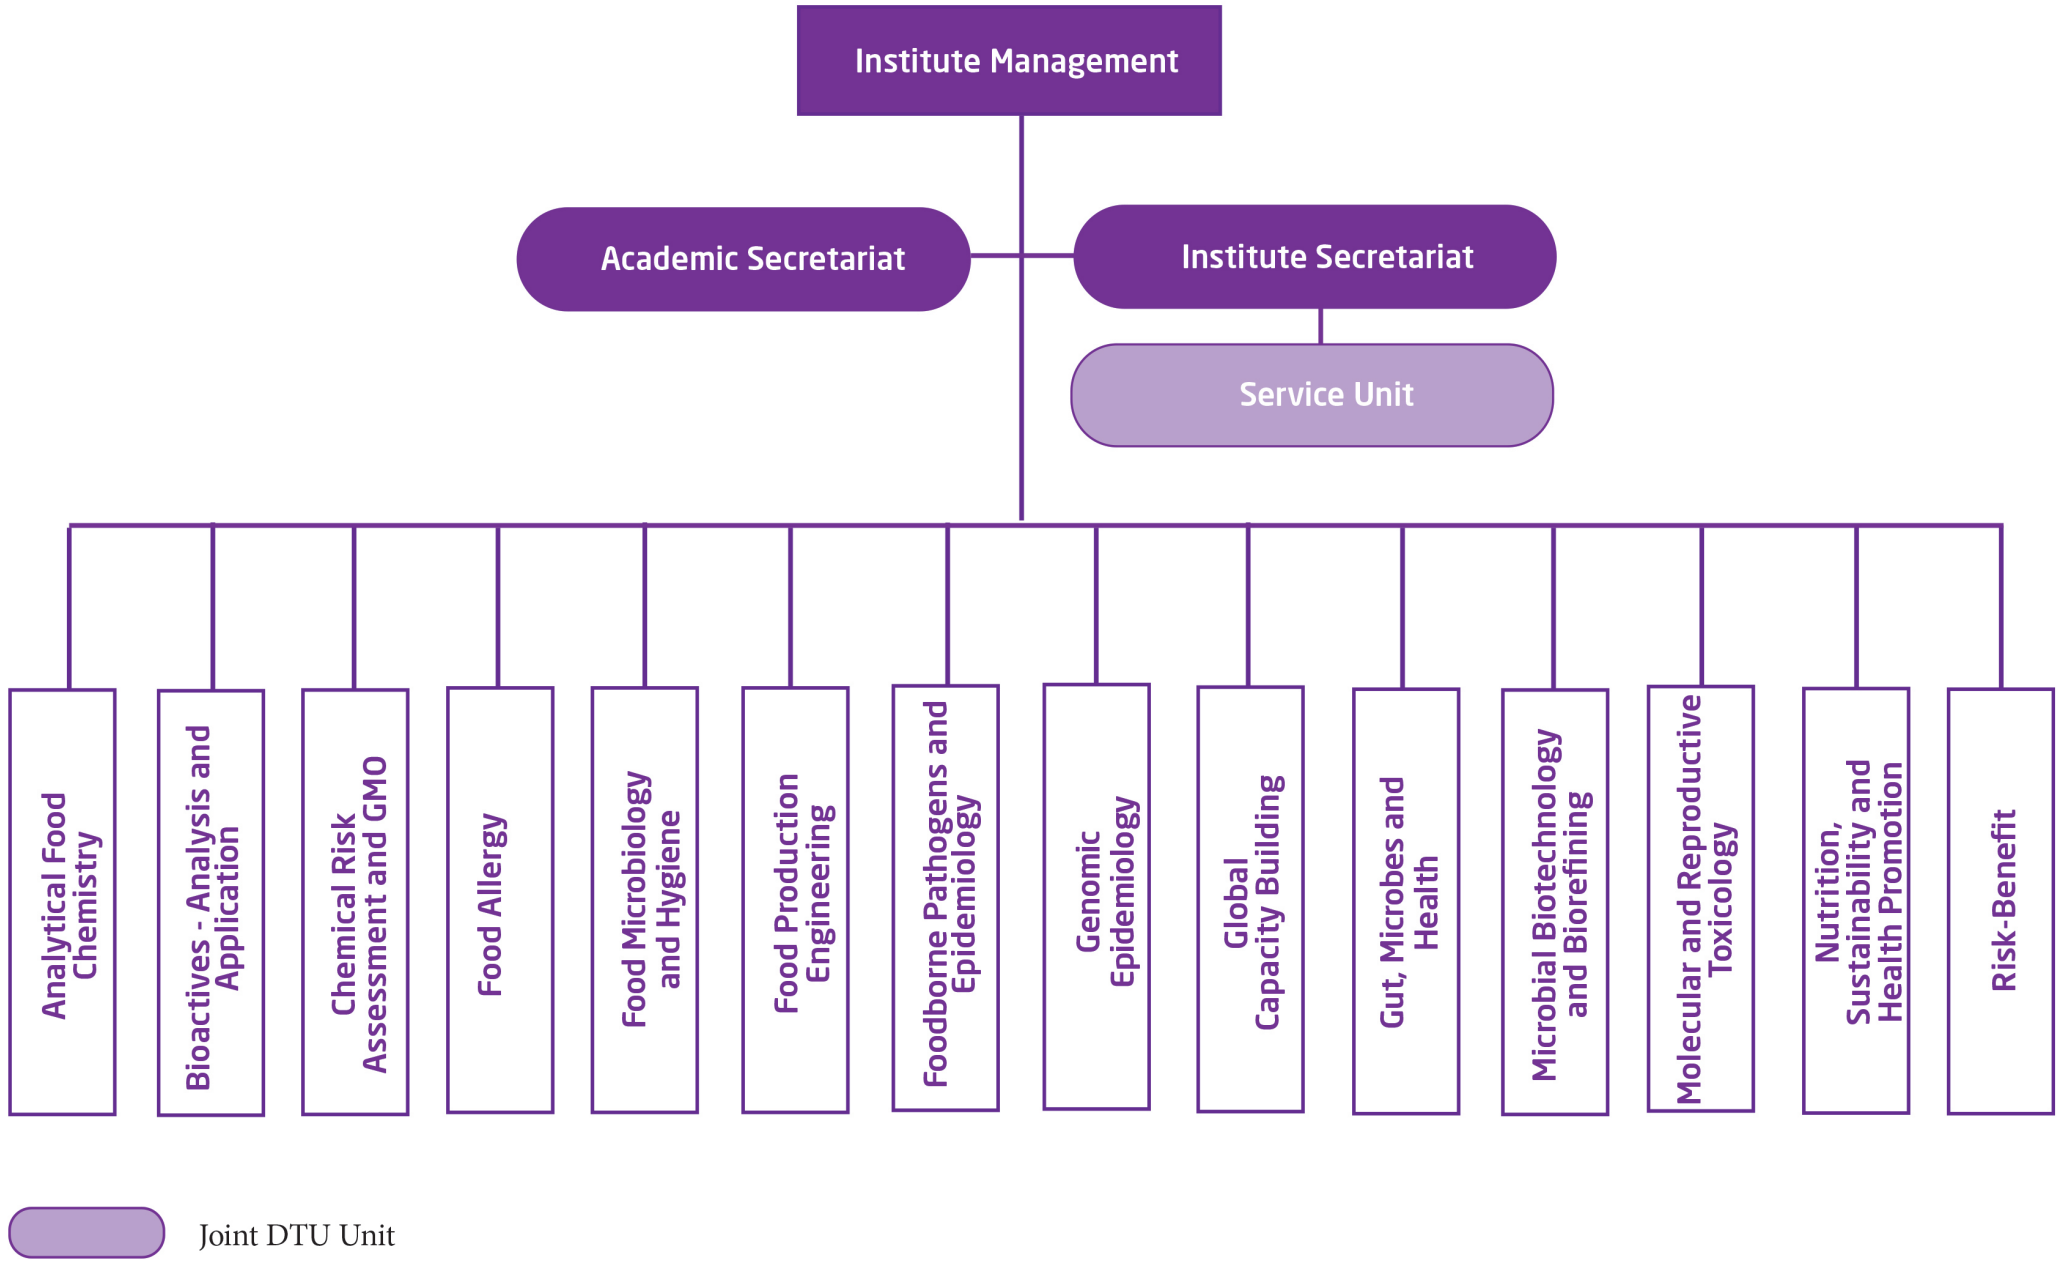 Institute Management
Academic Secretariat
Institute Secretariat
Service Unit
Analytical Food
Chemistry
Bioactives - Analysis and
Application
Chemical Risk
Assessment and GMO
Food Allergy
Food Microbiology
and Hygiene
Food Production
Engineering
Foodborne Pathogens and
Epidemiology
Genomic
Epidemiology
Global
Capacity Building
Gut, Microbes and
Health
Microbial Biotechnology
and Biorefining
Molecular and Reproductive
Toxicology
Nutrition,
Sustainability and
Health Promotion
Risk-Benefit
Joint DTU Unit